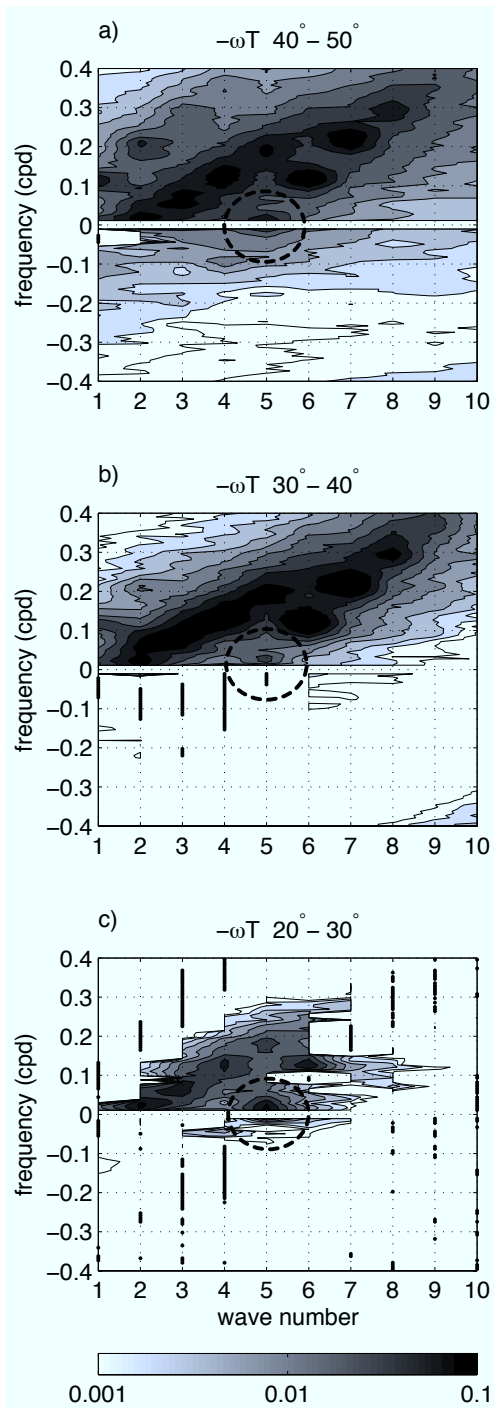 a)
−ωT 40°− 50°
frequency (cpd)
0.4
0.3
0.2
0.1
0
−0.1
−0.2
−0.3
−0.4
1 2 3 4 5 6 7 8 9 10
b)
−ωT 30°− 40°
frequency (cpd)
0.4
0.3
0.2
0.1
0
−0.1
−0.2
−0.3
−0.4
1 2 3 4 5 6 7 8 9 10
c)
−ωT 20°− 30°
frequency (cpd)
0.4
0.3
0.2
0.1
0
−0.1
−0.2
−0.3
−0.4
1 2 3 4 5 6 7 8 9 10
wave number
0.001 0.01 0.1